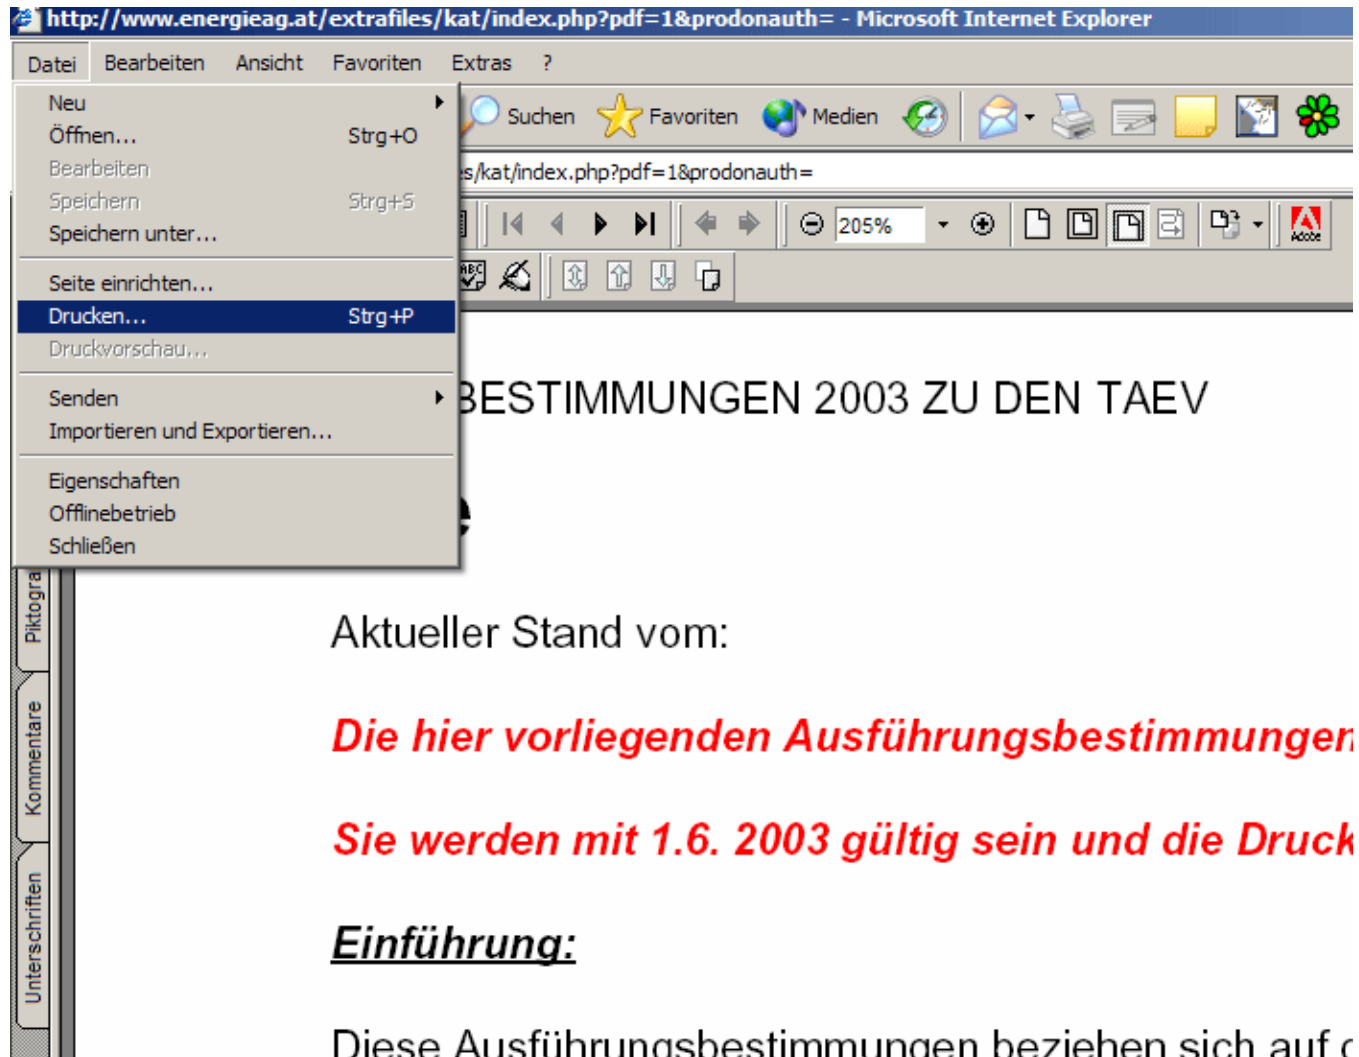 http://www.energieag.at/extrafiles/kat/index.php?pdf=1&prodonauth= - Microsoft Internet Explorer
Datei Bearbeiten Ansicht Favoriten Extras ?
Neu
Suchen Favoriten Medien
Öffnen... Strg+O
Bearbeiten
s/kat/index.php?pdf=1&prodonauth=
Speichern Strg+S
Speichern unter...
205%
Adobe
ABC
Seite einrichten...
Drucken... Strg+P
Druckvorschau...
Senden
BESTIMMUNGEN 2003 ZU DEN TAEV
Importieren und Exportieren...
Eigenschaften
Offlinebetrieb
Schließen
Piktogra
Aktueller Stand vom:
Kommentare
Die hier vorliegenden Ausführungsbestimmungen
Sie werden mit 1.6. 2003 gültig sein und die Druck
Unterschriften
Einführung:
Diese Ausführungsbestimmungen beziehen sich auf